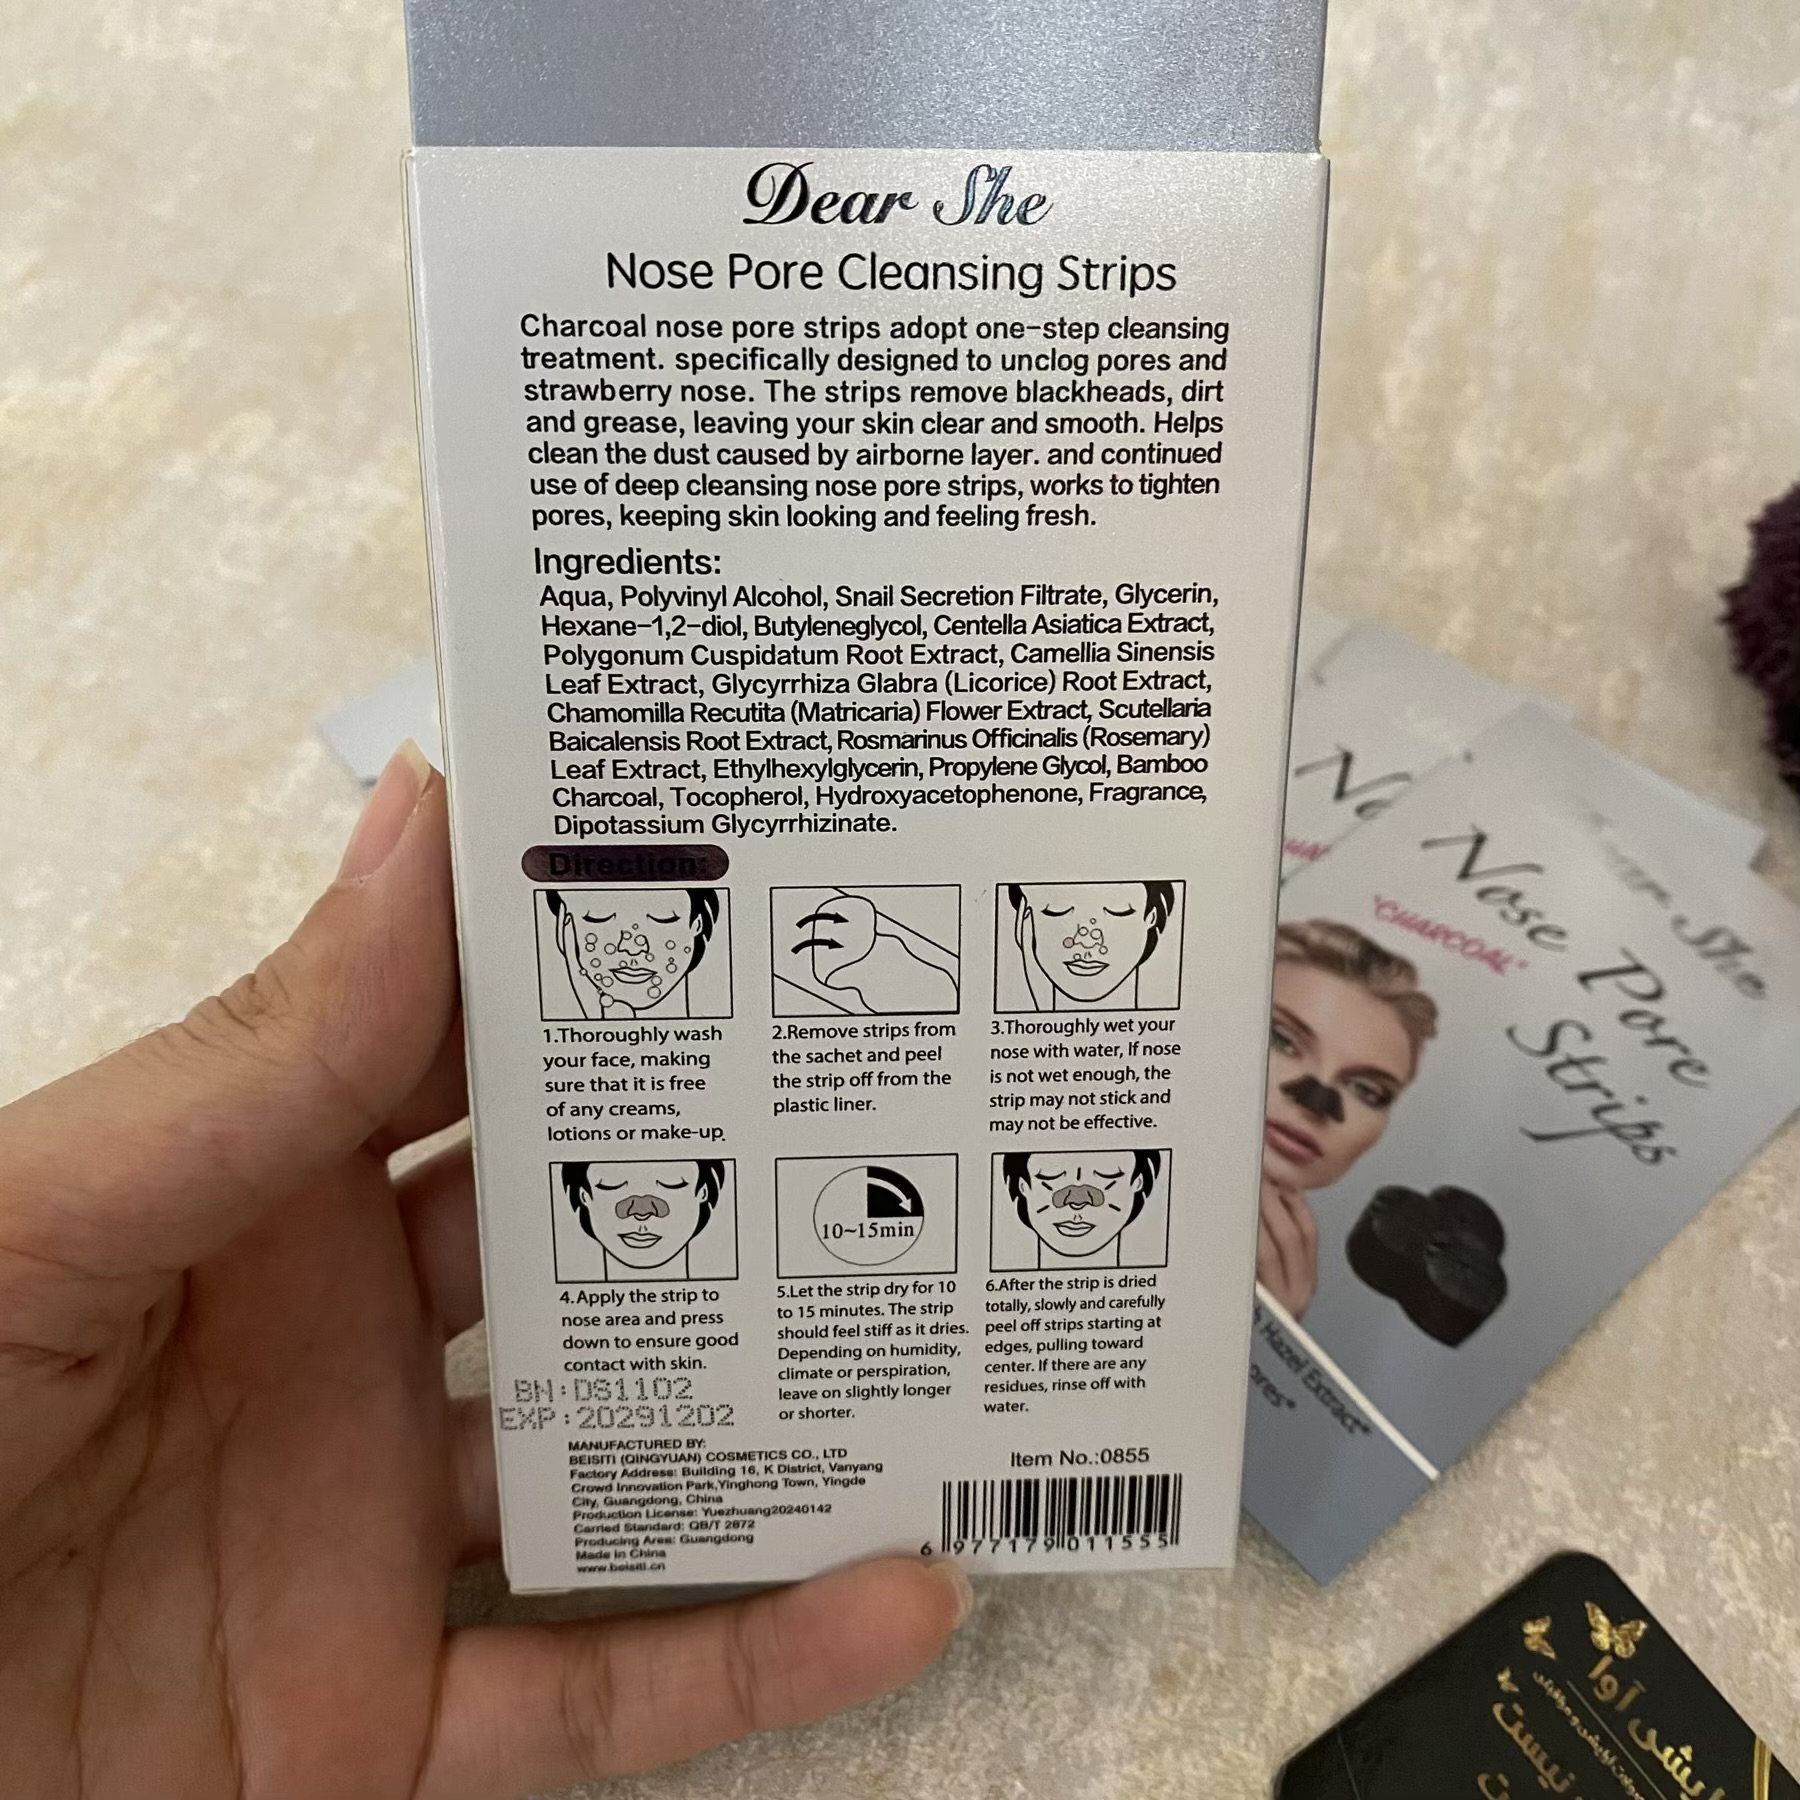 Dear She
Nose Pore Cleansing Strips
Charcoal nose pore strips adopt one-step cleansing
treatment. specifically designed to unclog pores and
strawberry nose. The strips remove blackheads, dirt
and grease, leaving your skin clear and smooth. Helps
clean the dust caused by airborne layer. and continued
use of deep cleansing nose pore strips, works to tighten
pores, keeping skin looking and feeling fresh.
Ingredients:
Aqua, Polyvinyl Alcohol, Snail Secretion Filtrate, Glycerin,
Hexane-1,2-diol, Butyleneglycol, Centella Asiatica Extract,
Polygonum Cuspidatum Root Extract, Camellia Sinensis
Leaf Extract, Glycyrrhiza Glabra (Licorice) Root Extract,
Chamomilla Recutita (Matricaria) Flower Extract, Scutellaria
Baicalensis Root Extract, Rosmarinus Officinalis (Rosemary)
Leaf Extract, Ethylhexylglycerin, Propylene Glycol, Bamboo
Charcoal, Tocopherol, Hydroxyacetophenone, Fragrance,
Dipotassium Glycyrrhizinate.
Direction:
1.Thoroughly wash
your face, making
sure that it is free
of any creams,
lotions or make-up.
2.Remove strips from
the sachet and peel
the strip off from the
plastic liner.
3.Thoroughly wet your
nose with water, If nose
is not wet enough, the
strip may not stick and
may not be effective.
4.Apply the strip to
nose area and press
down to ensure good
contact with skin.
10~15min
5.Let the strip dry for 10
to 15 minutes. The strip
should feel stiff as it dries.
Depending on humidity,
climate or perspiration,
leave on slightly longer
or shorter.
6.After the strip is dried
totally, slowly and carefully
peel off strips starting at
edges, pulling toward
center. If there are any
residues, rinse off with
water.
BN:DS1102
EXP:20291202
MANUFACTURED BY:
BEISITI (QINGYUAN) COSMETICS CO., LTD
Factory Address: Building 16, K District, Vanyang
Crowd Innovation Park,Yinghong Town, Yingde
City, Guangdong, China
Production License: Yuezhuang20240142
Carried Standard: QB/T 2872
Producing Area: Guangdong
Made in China
www.beisiti.cn
Item No.:0855
6 977179 011555
She
Nose Pore
Strips
"CHARCOAL"
Hazel Extract"
آوا
نیست